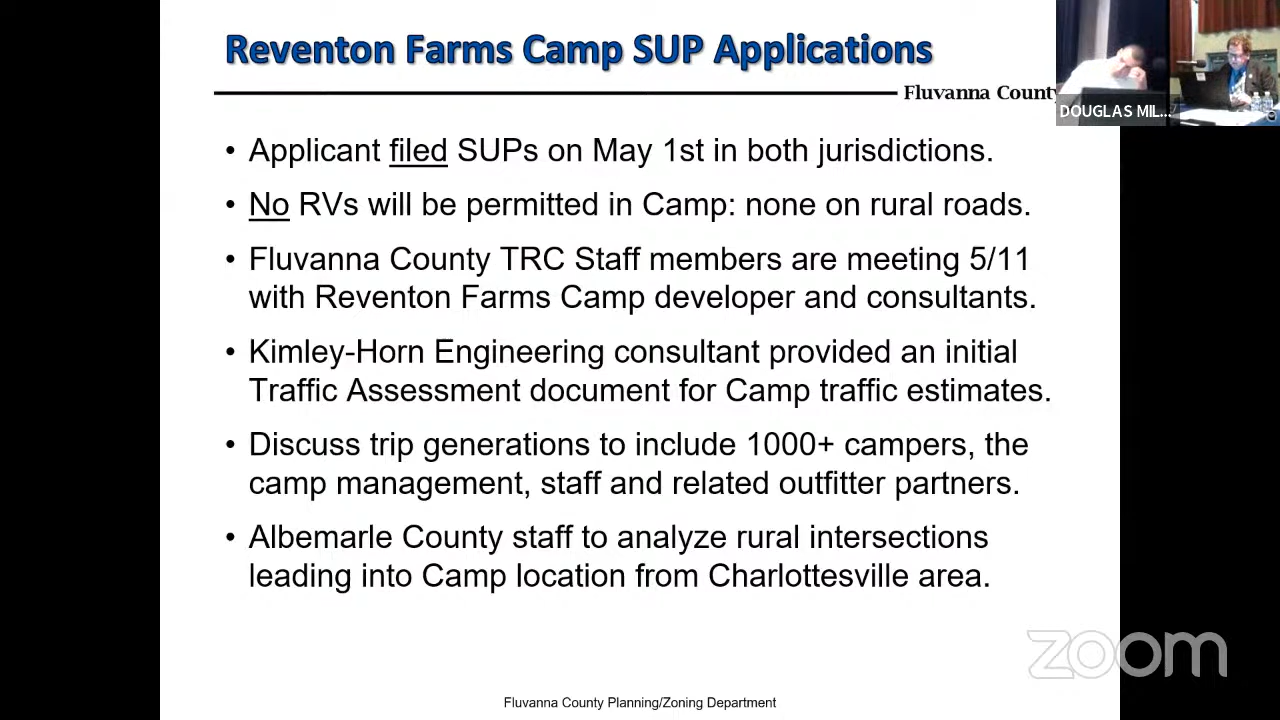 Reventon Farms Camp SUP Applications
Fluvanna County
DOUGLAS MIL...
• Applicant filed SUPs on May 1st in both jurisdictions.
• No RVs will be permitted in Camp: none on rural roads.
• Fluvanna County TRC Staff members are meeting 5/11
with Reventon Farms Camp developer and consultants.
• Kimley-Horn Engineering consultant provided an initial
Traffic Assessment document for Camp traffic estimates.
• Discuss trip generations to include 1000+ campers, the
camp management, staff and related outfitter partners.
• Albemarle County staff to analyze rural intersections
leading into Camp location from Charlottesville area.
zoom
Fluvanna County Planning/Zoning Department